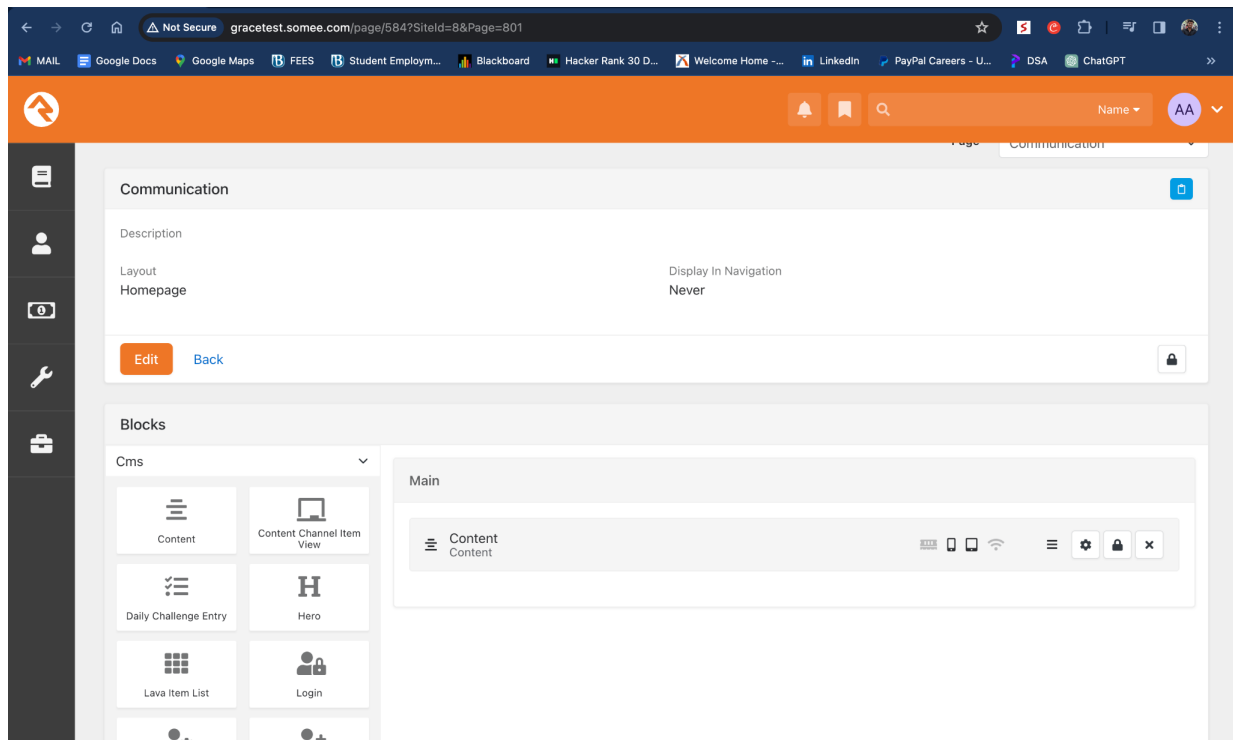 Not Secure gracetest.somee.com/page/584?SiteId=8&Page=801
MAIL Google Docs Google Maps FEES Student Employm... Blackboard Hacker Rank 30 D... Welcome Home -... LinkedIn PayPal Careers - U... DSA ChatGPT
Name AA
Page Communication
Communication
Description
Layout Display In Navigation
Homepage Never
Edit Back
Blocks
Cms
Main
Content
Content
Content
Content Channel Item
View
Daily Challenge Entry
Hero
Lava Item List
Login